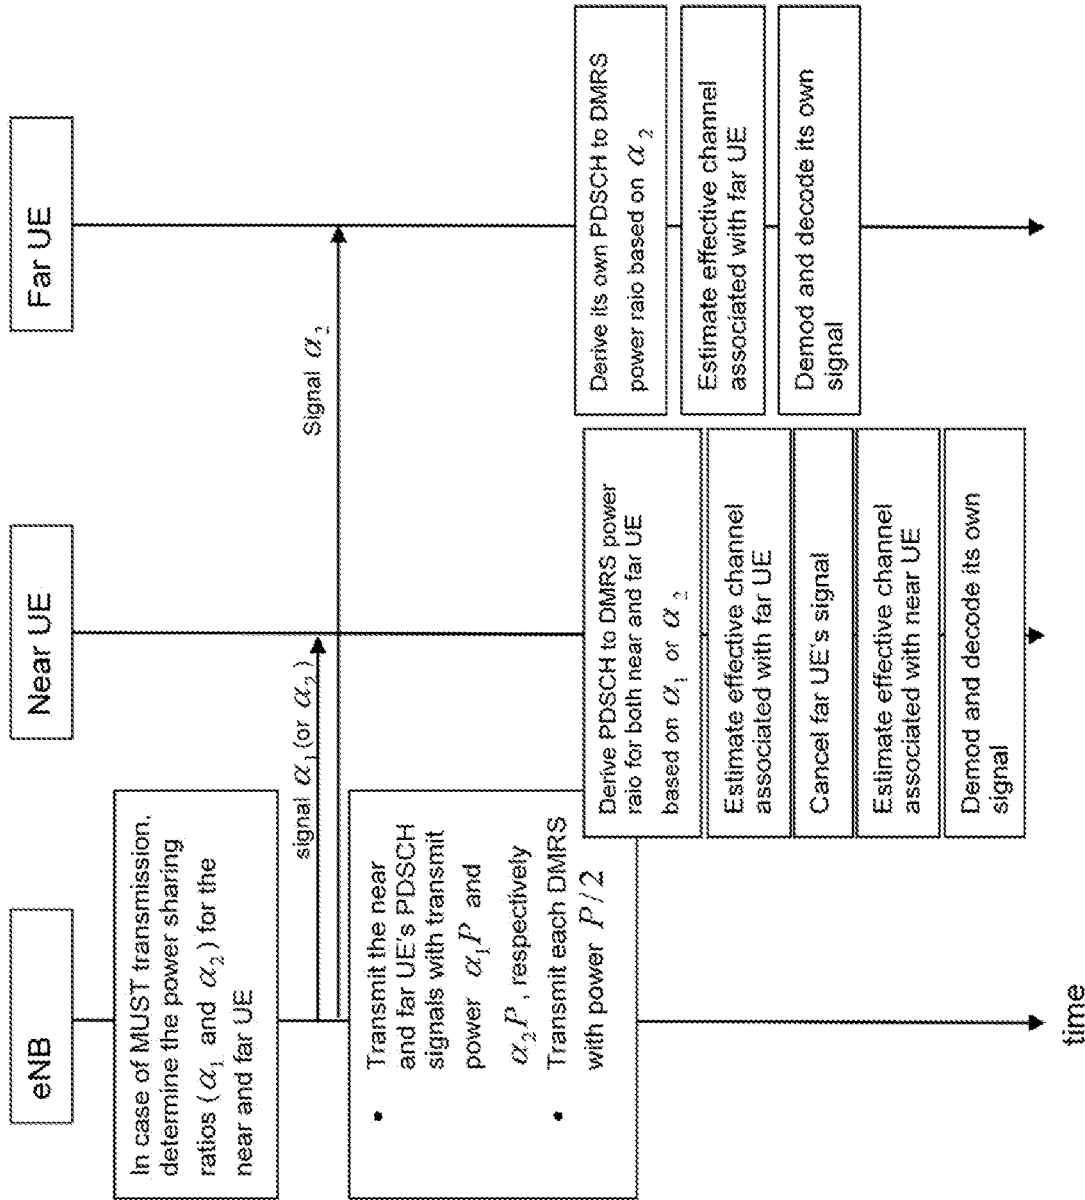 eNB
Near UE
Far UE
In case of MUST transmission,
determine the power sharing
ratios (α₁ and α₂) for the
near and far UE
signal α₁ (or α₂)
Signal α₂
• Transmit the near
and far UE's PDSCH
signals with transmit
power α₁P and
α₂P, respectively
• Transmit each DMRS
with power P/2
Derive PDSCH to DMRS power
raio for both near and far UE
based on α₁ or α₂
Estimate effective channel
associated with far UE
Cancel far UE's signal
Estimate effective channel
associated with near UE
Demod and decode its own
signal
Derive its own PDSCH to DMRS
power raio based on α₂
Estimate effective channel
associated with far UE
Demod and decode its own
signal
time